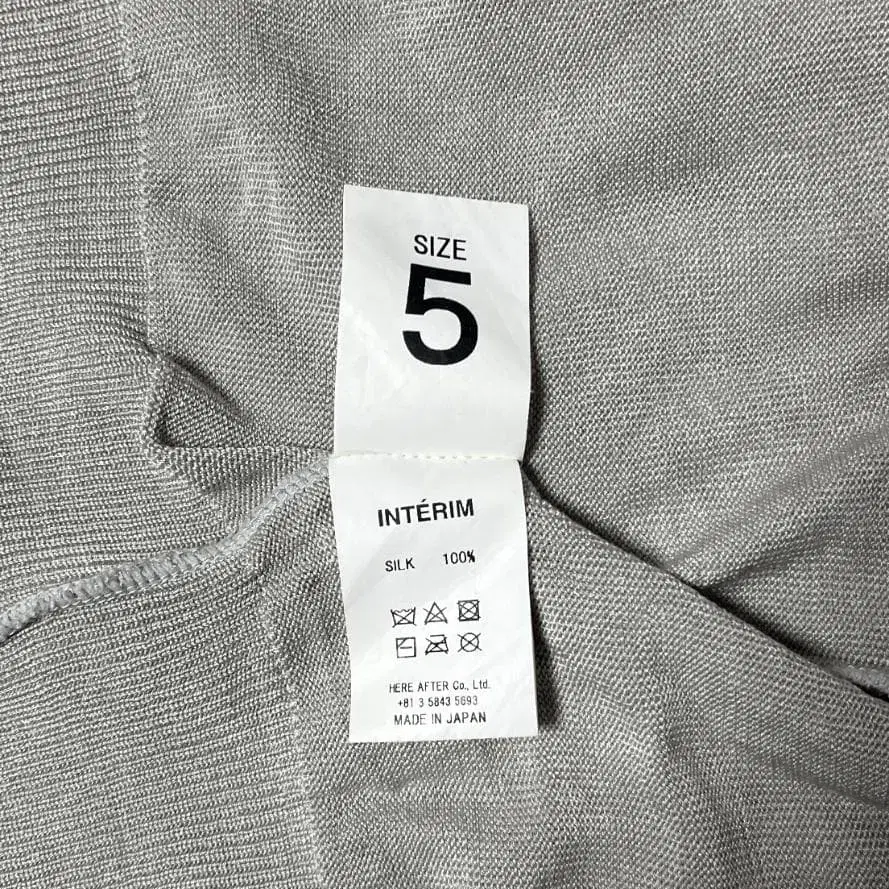 SIZE
5
INTÉRIM
SILK 100%
HERE AFTER Co., Ltd.
+81 3 5843 5693
MADE IN JAPAN